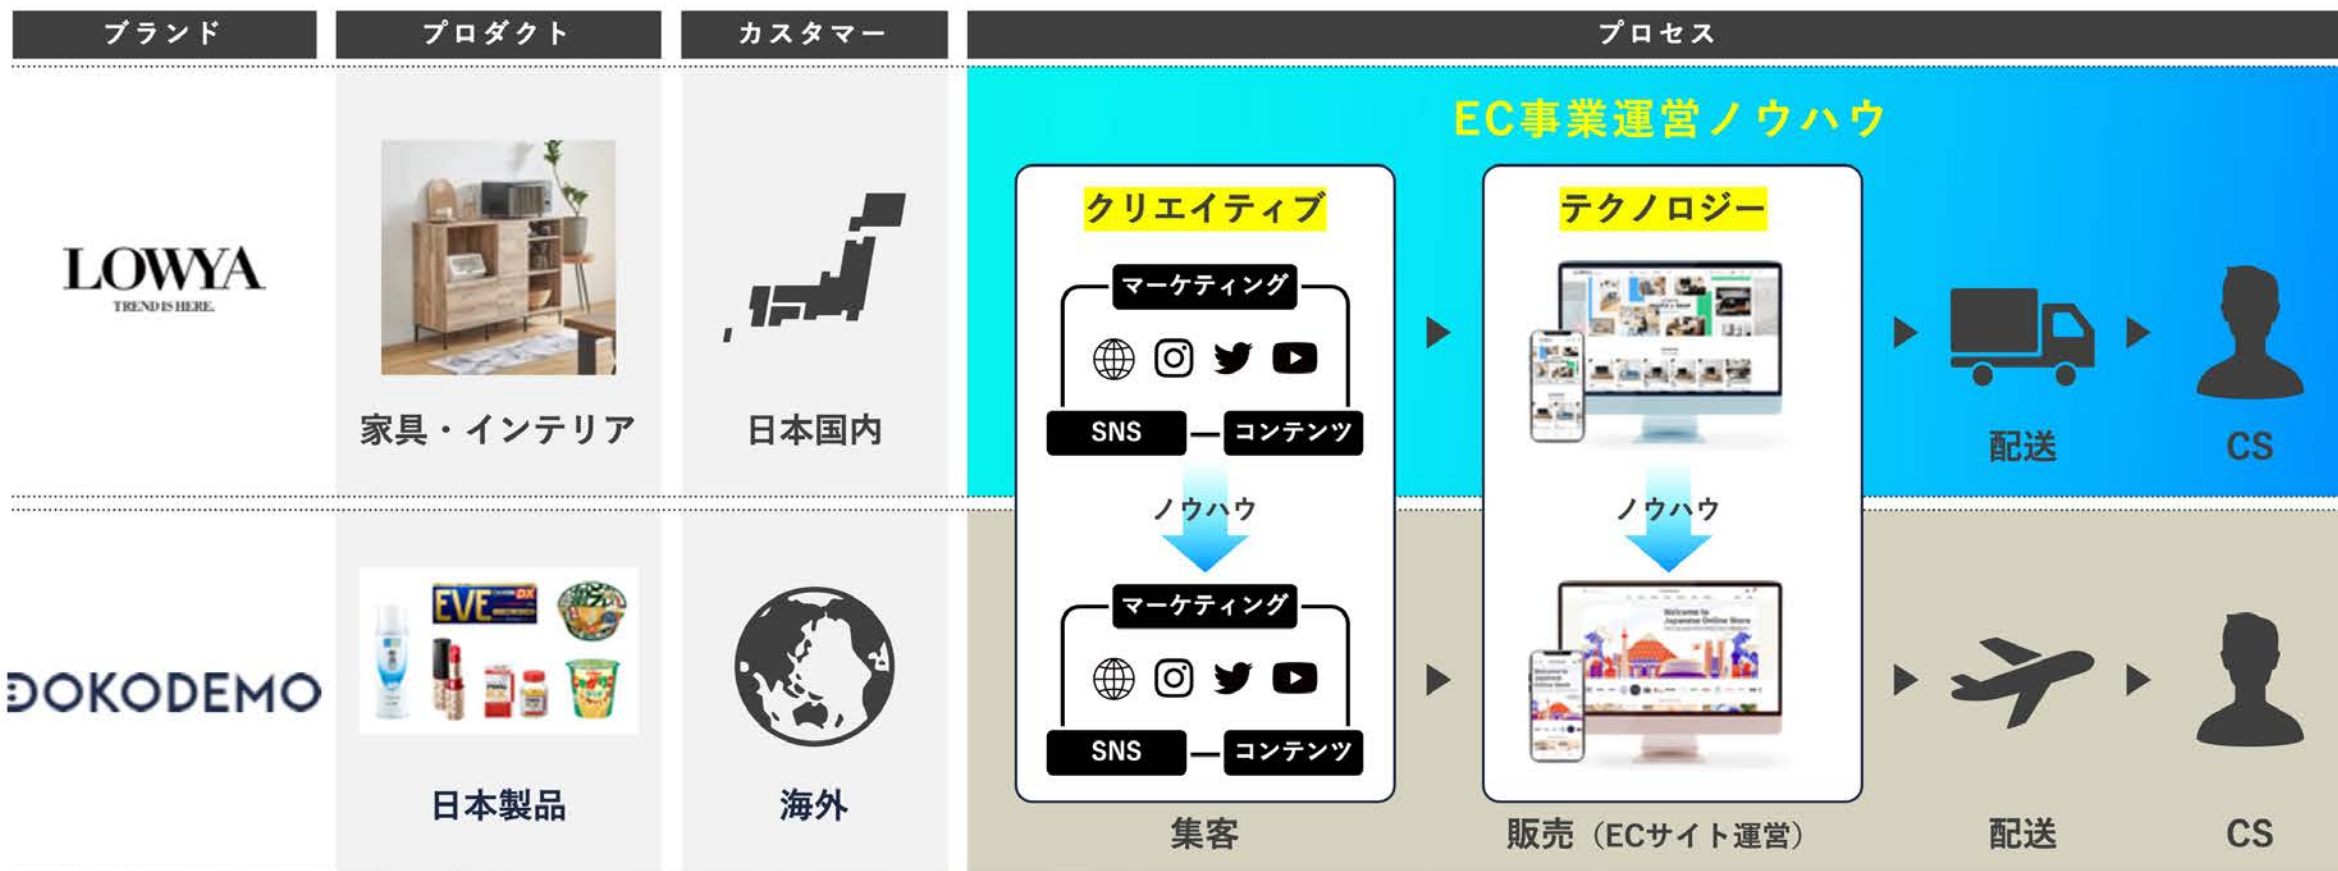 ブランド
プロダクト
カスタマー
プロセス
EC事業運営ノウハウ
LOWYA
TREND IS HERE.
家具・インテリア
日本国内
クリエイティブ
マーケティング
SNS
コンテンツ
テクノロジー
配送
CS
ノウハウ
ノウハウ
DOKODEMO
EVE
DX
日本製品
海外
マーケティング
SNS
コンテンツ
Welcome to
Japanese Online Store
集客
販売（ECサイト運営）
配送
CS